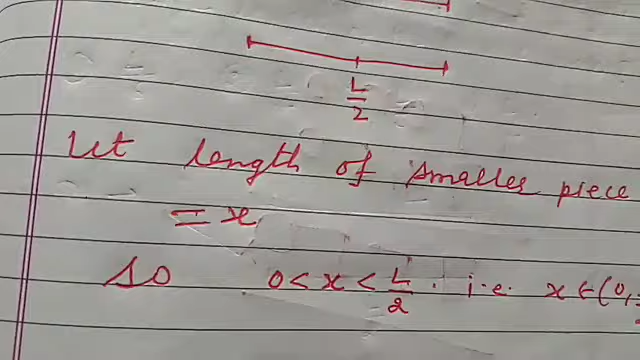 L/2
Let length of smaller piece
= x
so 0 < x < L/2 . i.e. x ∈ (0,